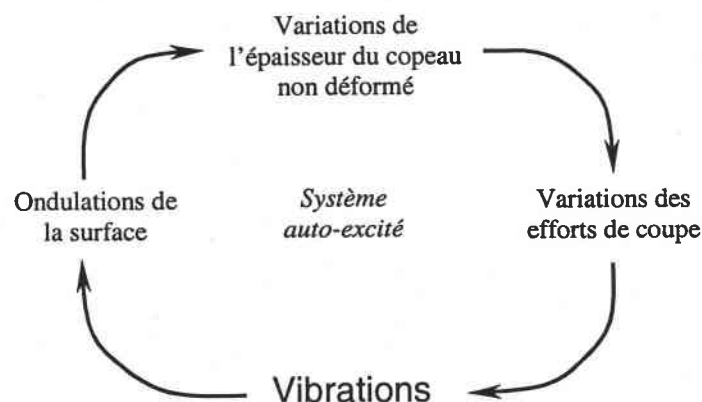 Variations de
l'épaisseur du copeau
non déformé
Ondulations de
la surface
Système
auto-excité
Variations des
efforts de coupe
Vibrations